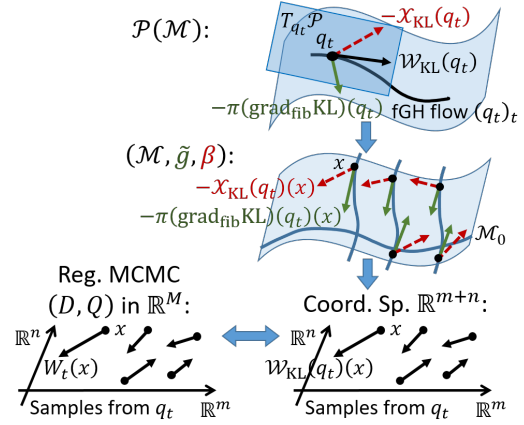 𝒫(ℳ):
T_{q_t}𝒫
−𝒳_KL(q_t)
q_t
𝒲_KL(q_t)
−π(grad_fib KL)(q_t)
fGH flow (q_t)_t
(ℳ, g̃, β):
x
−𝒳_KL(q_t)(x)
−π(grad_fib KL)(q_t)(x)
ℳ_0
Reg. MCMC
(D, Q) in ℝ^M:
ℝ^n
x
W_t(x)
Samples from q_t
ℝ^m
Coord. Sp. ℝ^{m+n}:
ℝ^n
x
𝒲_KL(q_t)(x)
Samples from q_t
ℝ^m